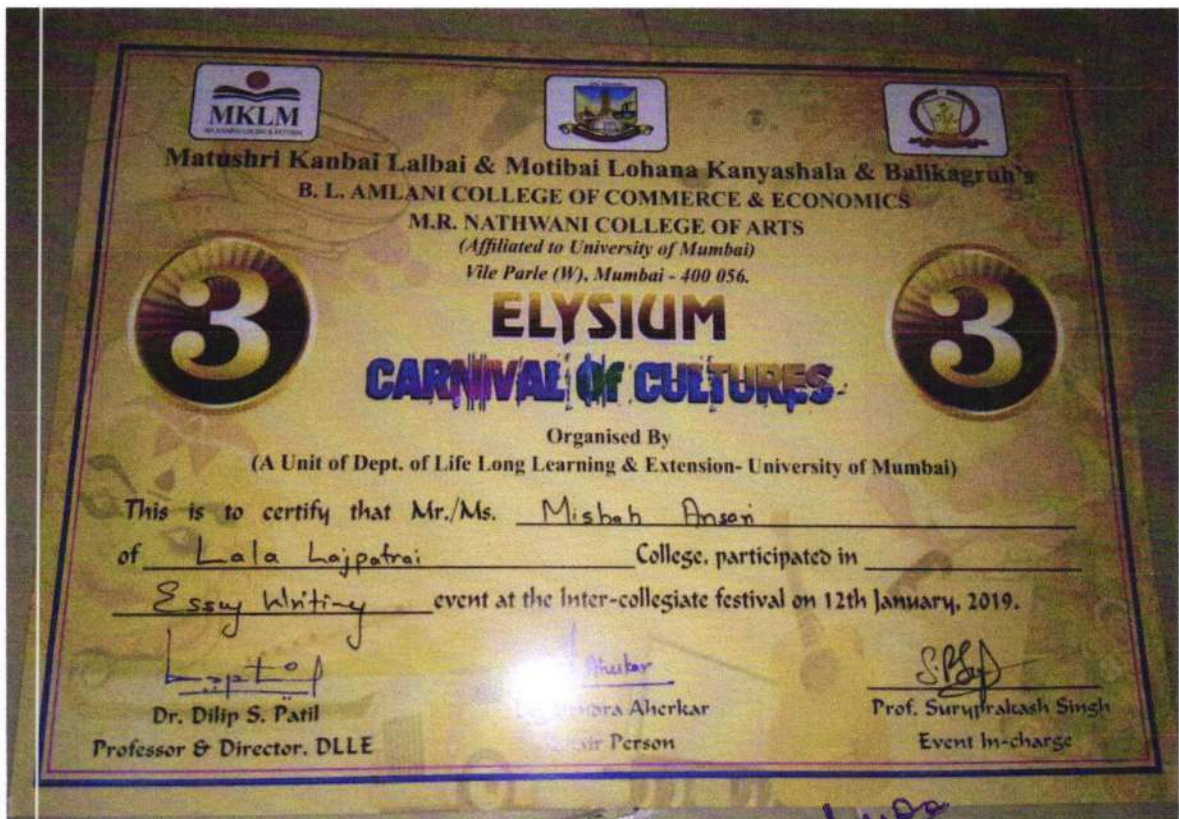 MKLM
Matushri Kanbai Lalbai & Motibai Lohana Kanyashala & Balikagruh's
B. L. AMLANI COLLEGE OF COMMERCE & ECONOMICS
M.R. NATHWANI COLLEGE OF ARTS
(Affiliated to University of Mumbai)
Vile Parle (W), Mumbai - 400 056.
3 3
ELYSIUM
CARNIVAL OF CULTURES
Organised By
(A Unit of Dept. of Life Long Learning & Extension- University of Mumbai)
This is to certify that Mr./Ms. Misbah Ansari
of Lala Lajpatrai College, participated in
Essay Writing event at the Inter-collegiate festival on 12th January, 2019.
Aherkar
Dr. Dilip S. Patil Aherkar Prof. Suryprakash Singh
Professor & Director, DLLE Person Event In-charge